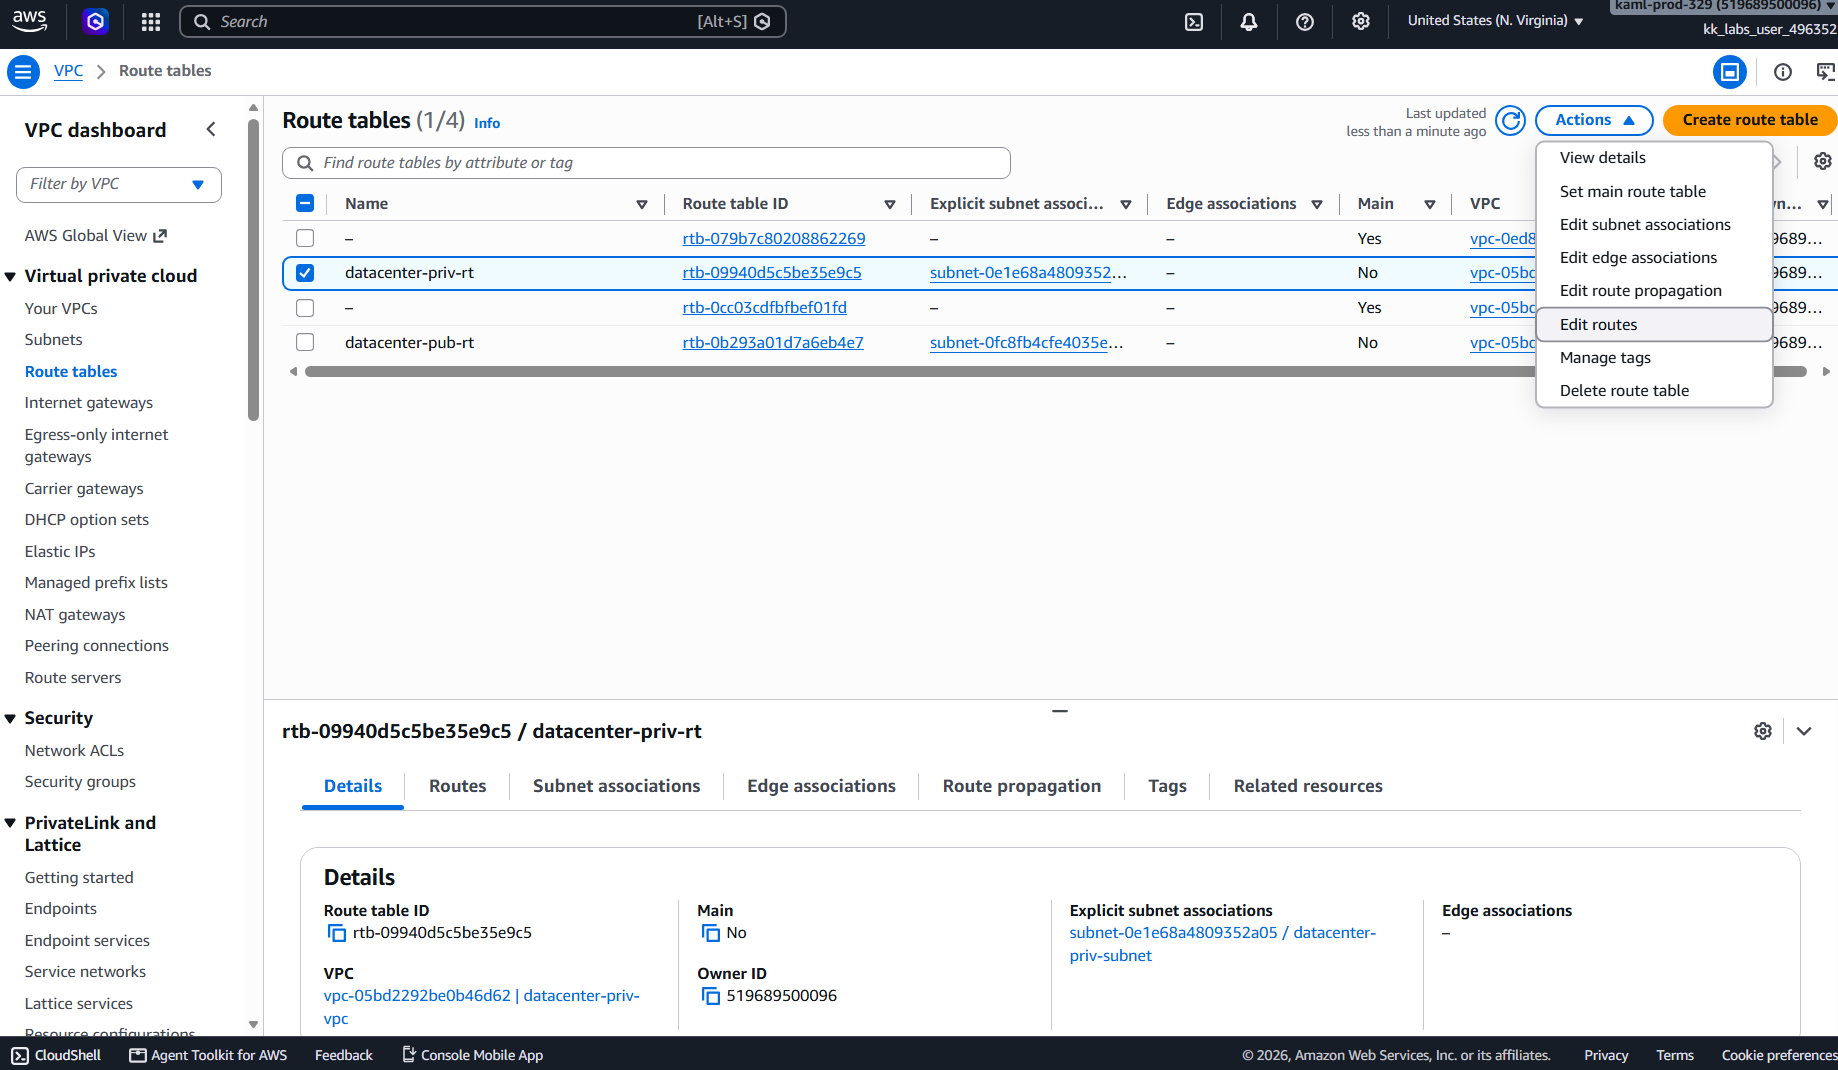 aws
Search
[Alt+S]
United States (N. Virginia)
kaml-prod-329 (519689500096)
kk_labs_user_496352
VPC
Route tables
VPC dashboard
Filter by VPC
AWS Global View
Virtual private cloud
Your VPCs
Subnets
Route tables
Internet gateways
Egress-only internet
gateways
Carrier gateways
DHCP option sets
Elastic IPs
Managed prefix lists
NAT gateways
Peering connections
Route servers
Security
Network ACLs
Security groups
PrivateLink and
Lattice
Getting started
Endpoints
Endpoint services
Service networks
Lattice services
Resource configurations
Route tables (1/4) Info
Last updated
less than a minute ago
Actions
Create route table
Find route tables by attribute or tag
Name Route table ID Explicit subnet associ... Edge associations Main VPC
– rtb-079b7c80208862269 – – Yes vpc-0ed8 9689...
datacenter-priv-rt rtb-09940d5c5be35e9c5 subnet-0e1e68a4809352... – No 9689...
– rtb-0cc03cdfbfbef01fd – – Yes 9689...
datacenter-pub-rt rtb-0b293a01d7a6eb4e7 subnet-0fc8fb4cfe4035e... – No 9689...
View details
Set main route table
Edit subnet associations
Edit edge associations
Edit route propagation
Edit routes
Manage tags
Delete route table
rtb-09940d5c5be35e9c5 / datacenter-priv-rt
Details Routes Subnet associations Edge associations Route propagation Tags Related resources
Details
Route table ID
rtb-09940d5c5be35e9c5
Main
No
Explicit subnet associations
subnet-0e1e68a4809352a05 / datacenter-
priv-subnet
Edge associations
–
VPC
vpc-05bd2292be0b46d62 | datacenter-priv-
vpc
Owner ID
519689500096
CloudShell Agent Toolkit for AWS Feedback Console Mobile App
© 2026, Amazon Web Services, Inc. or its affiliates. Privacy Terms Cookie preferences